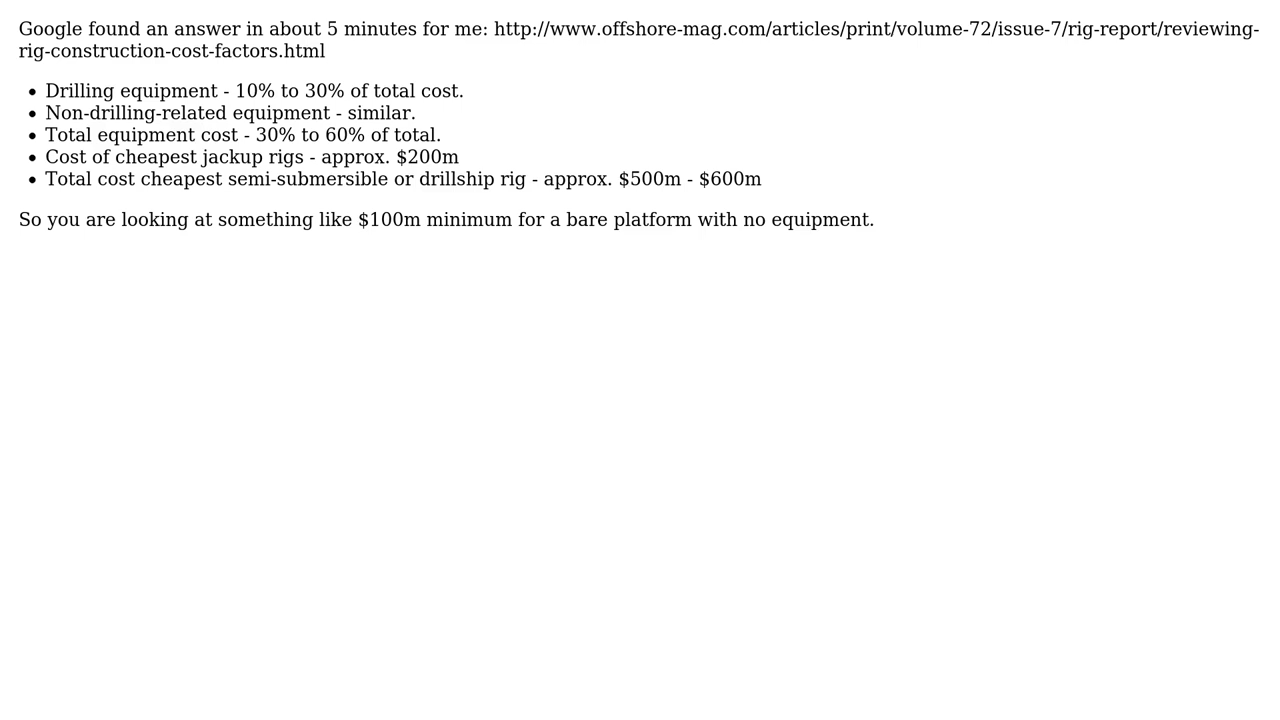 Google found an answer in about 5 minutes for me: http://www.offshore-mag.com/articles/print/volume-72/issue-7/rig-report/reviewing-
rig-construction-cost-factors.html
• Drilling equipment - 10% to 30% of total cost.
• Non-drilling-related equipment - similar.
• Total equipment cost - 30% to 60% of total.
• Cost of cheapest jackup rigs - approx. $200m
• Total cost cheapest semi-submersible or drillship rig - approx. $500m - $600m
So you are looking at something like $100m minimum for a bare platform with no equipment.